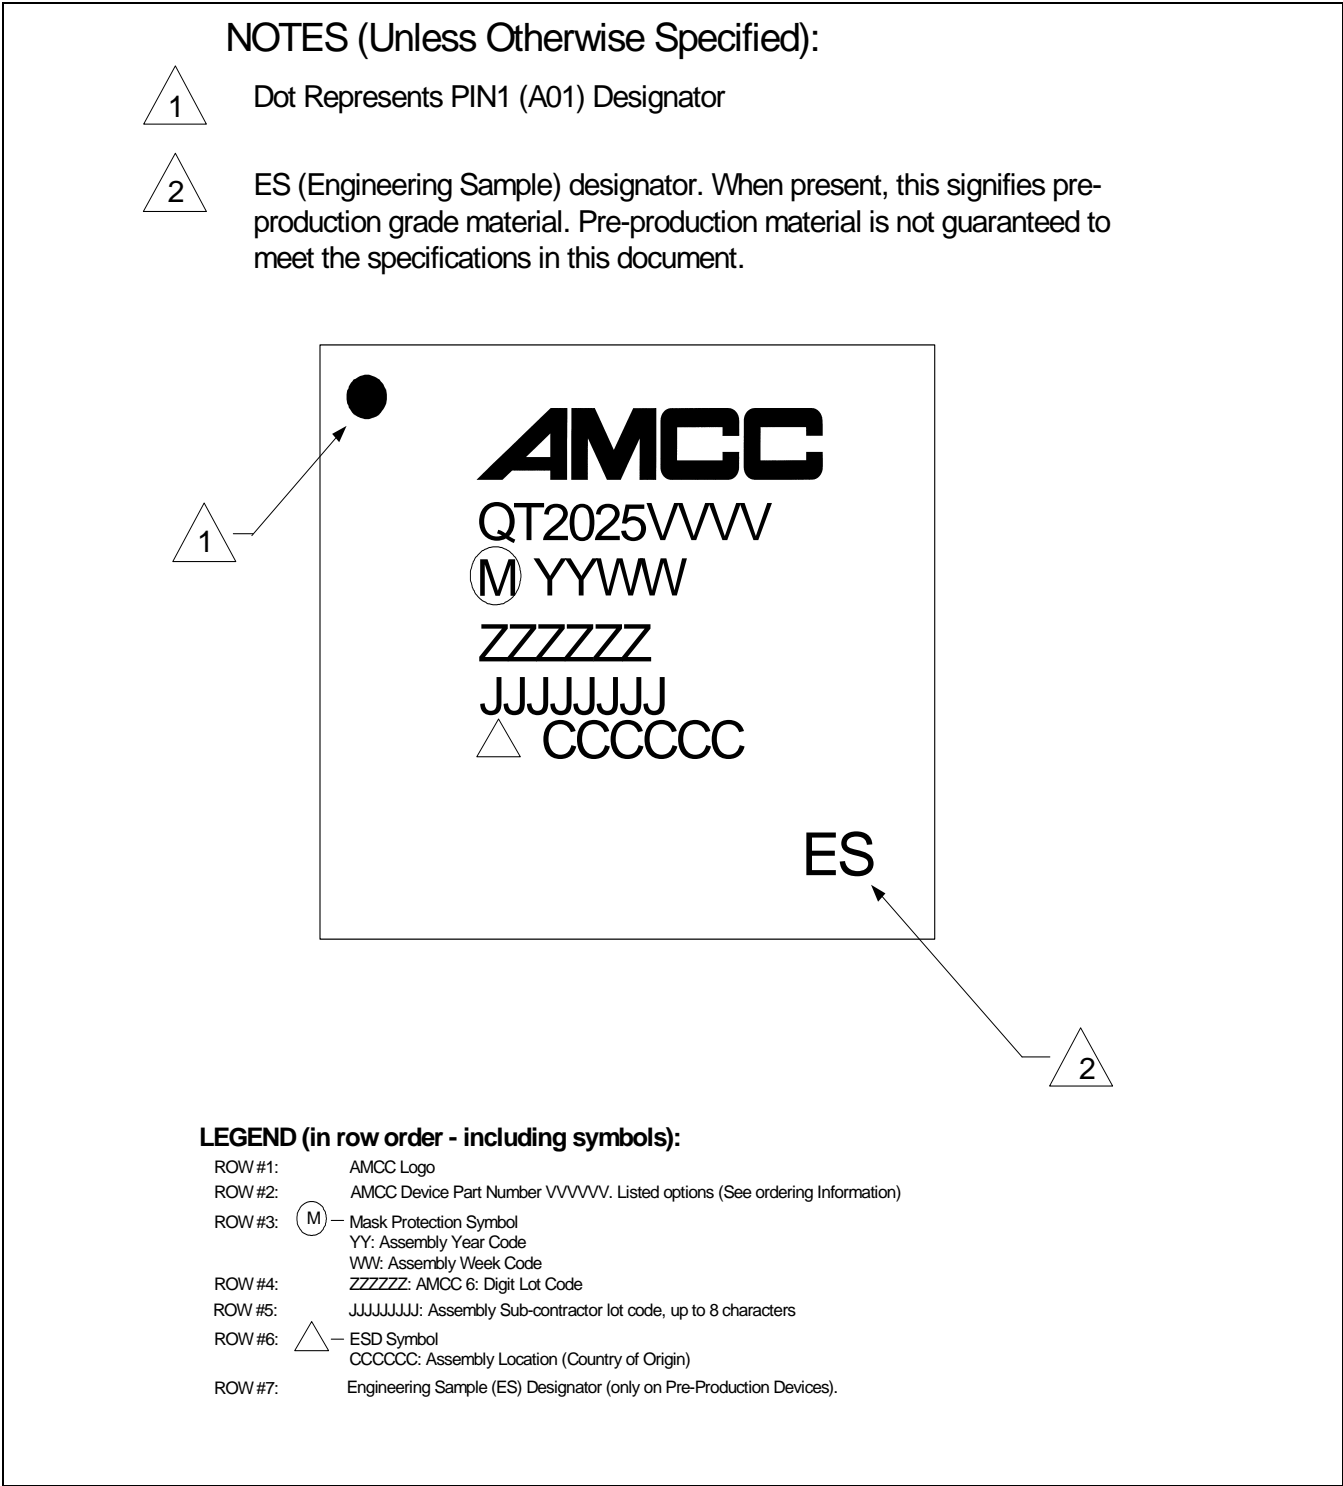 NOTES (Unless Otherwise Specified):
1 Dot Represents PIN1 (A01) Designator
2 ES (Engineering Sample) designator. When present, this signifies pre-
production grade material. Pre-production material is not guaranteed to
meet the specifications in this document.
AMCC
QT2025VVVV
M YYWW
1
ZZZZZZ
JJJJJJJJ
CCCCCC
ES
2
LEGEND (in row order - including symbols):
ROW #1: AMCC Logo
ROW #2: AMCC Device Part Number VVVVVV. Listed options (See ordering Information)
ROW #3: M – Mask Protection Symbol
YY: Assembly Year Code
WW: Assembly Week Code
ROW #4: ZZZZZZ: AMCC 6: Digit Lot Code
ROW #5: JJJJJJJJJ: Assembly Sub-contractor lot code, up to 8 characters
ROW #6: – ESD Symbol
CCCCCC: Assembly Location (Country of Origin)
ROW #7: Engineering Sample (ES) Designator (only on Pre-Production Devices).